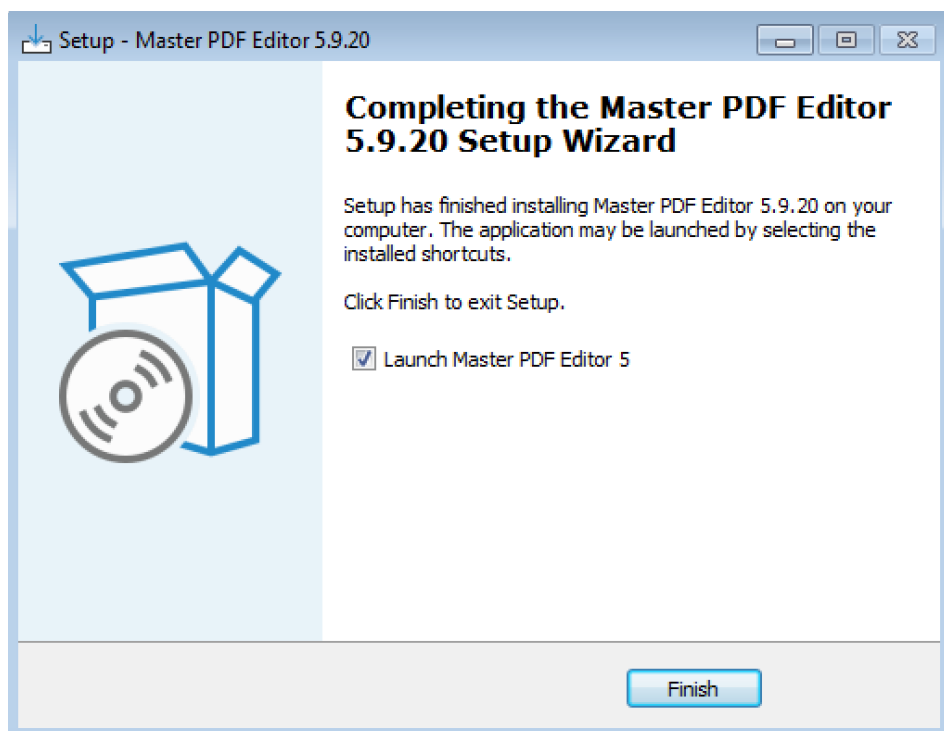 Setup - Master PDF Editor 5.9.20
Completing the Master PDF Editor
5.9.20 Setup Wizard
Setup has finished installing Master PDF Editor 5.9.20 on your
computer. The application may be launched by selecting the
installed shortcuts.
Click Finish to exit Setup.
Launch Master PDF Editor 5
Finish